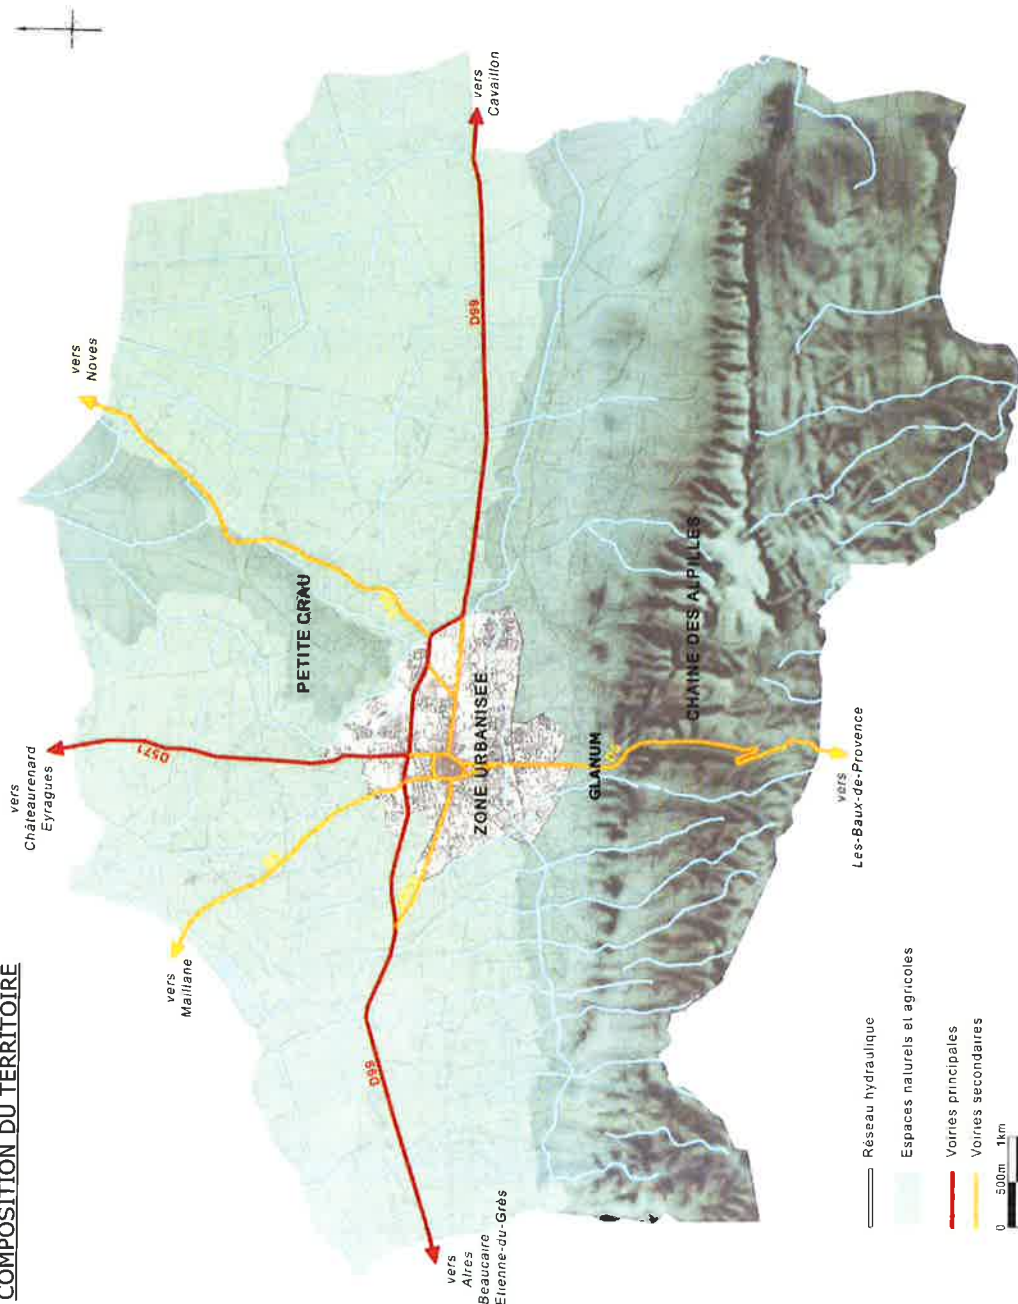 COMPOSITION DU TERRITOIRE
vers
Maillane
vers
Châteaurenard
Eyragues
vers
Noves
vers
Cavaillon
D571
D99
D99
PETITE CRAU
ZONE URBANISEE
GLANUM
CHAINE DES ALPILLES
vers
Alres
Beaucaire
Etienne-du-Grès
vers
Les-Baux-de-Provence
Réseau hydraulique
Espaces naturels et agricoles
Voiries principales
Voiries secondaires
0 500m 1km